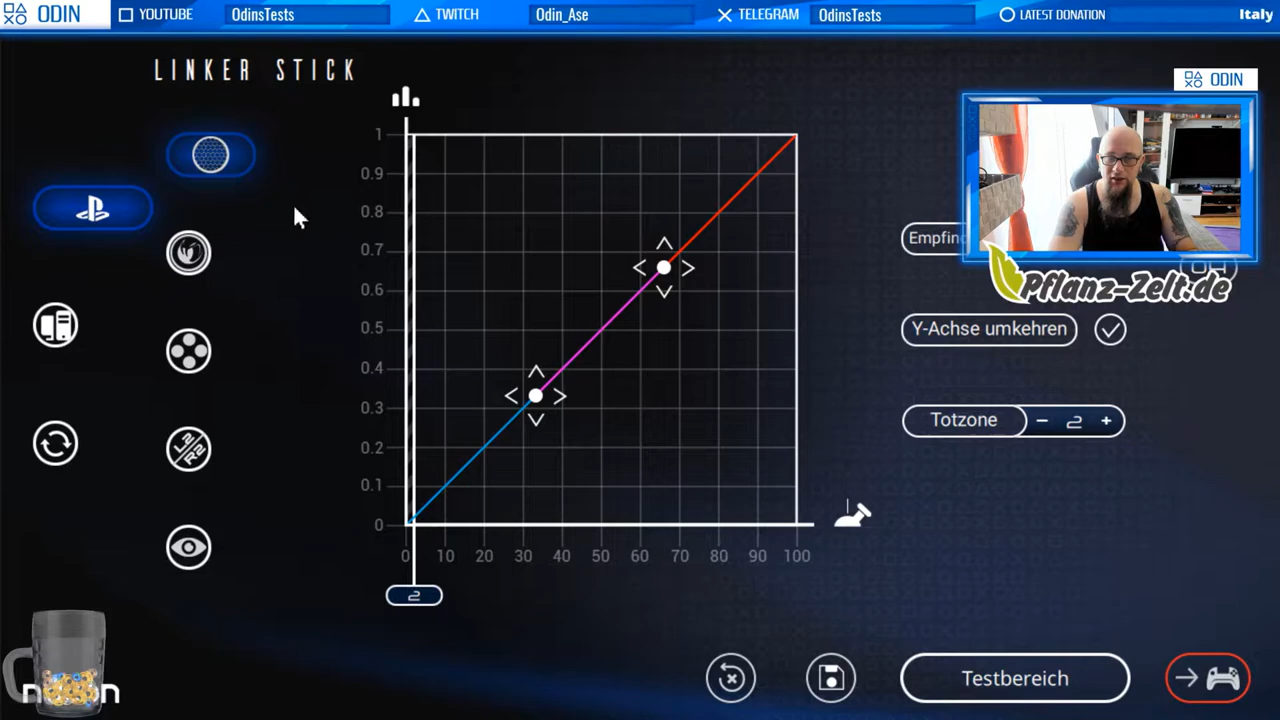 ODIN YOUTUBE OdinsTests TWITCH Odin_Ase TELEGRAM OdinsTests LATEST DONATION Italy
LINKER STICK
ODIN
1
0.9
0.8
0.7
0.6
0.5
0.4
0.3
0.2
0.1
0
0 10 20 30 40 50 60 70 80 90 100
2
Empfin
Pflanz-Zelt.de
Y-Achse umkehren
Totzone − 2 +
L2/R2
Testbereich